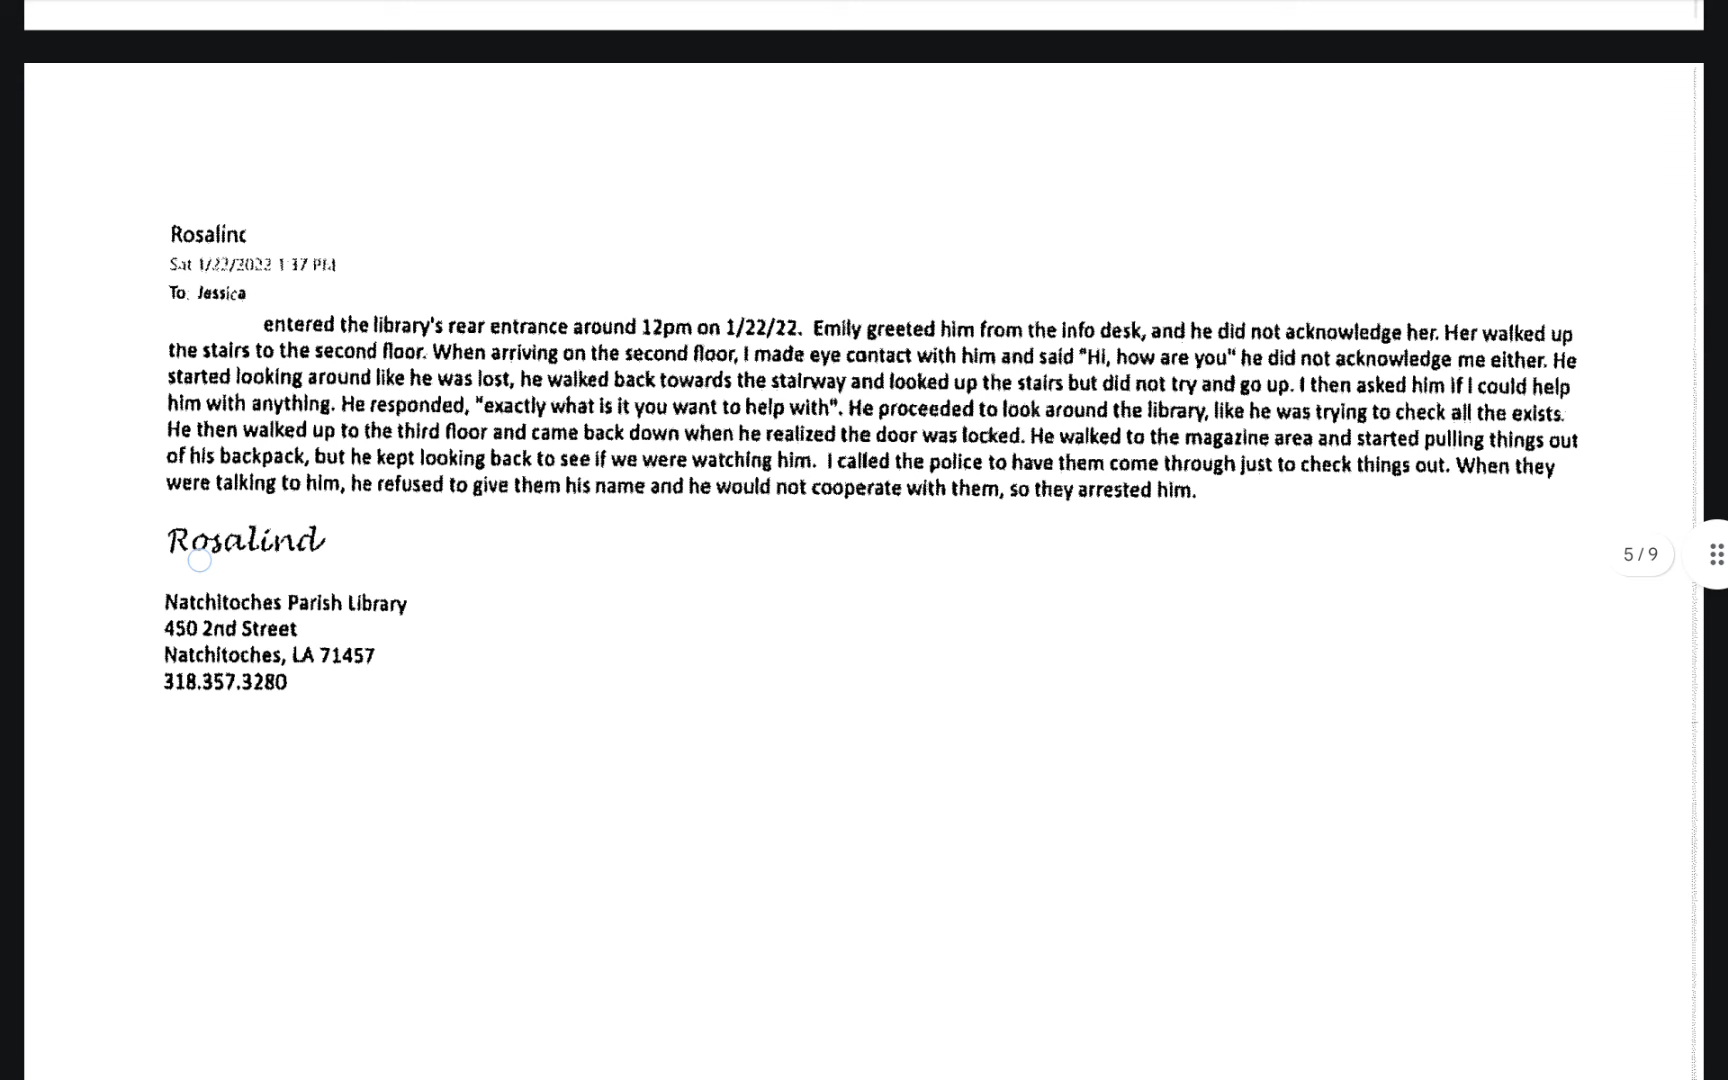 Rosalind
Sat 1/22/2022 1:37 PM
To: Jessica
entered the library's rear entrance around 12pm on 1/22/22. Emily greeted him from the info desk, and he did not acknowledge her. Her walked up
the stairs to the second floor. When arriving on the second floor, I made eye contact with him and said "Hi, how are you" he did not acknowledge me either. He
started looking around like he was lost, he walked back towards the stairway and looked up the stairs but did not try and go up. I then asked him if I could help
him with anything. He responded, "exactly what is it you want to help with". He proceeded to look around the library, like he was trying to check all the exists.
He then walked up to the third floor and came back down when he realized the door was locked. He walked to the magazine area and started pulling things out
of his backpack, but he kept looking back to see if we were watching him. I called the police to have them come through just to check things out. When they
were talking to him, he refused to give them his name and he would not cooperate with them, so they arrested him.
Rosalind
5 / 9
Natchitoches Parish Library
450 2nd Street
Natchitoches, LA 71457
318.357.3280